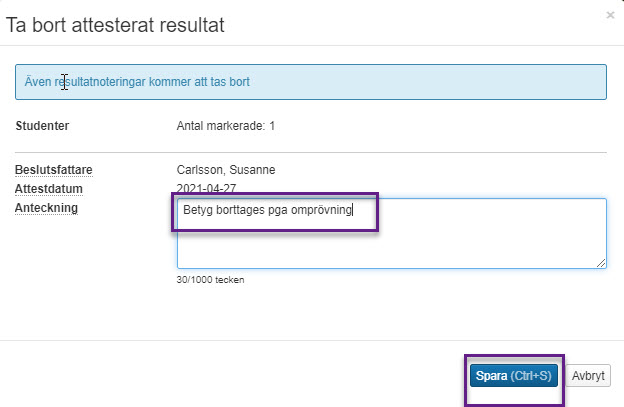 Ta bort attesterat resultat
×
Även resultatnoteringar kommer att tas bort
Studenter Antal markerade: 1
Beslutsfattare Carlsson, Susanne
Attestdatum 2021-04-27
Anteckning Betyg borttages pga omprövning
30/1000 tecken
Spara (Ctrl+S) Avbryt